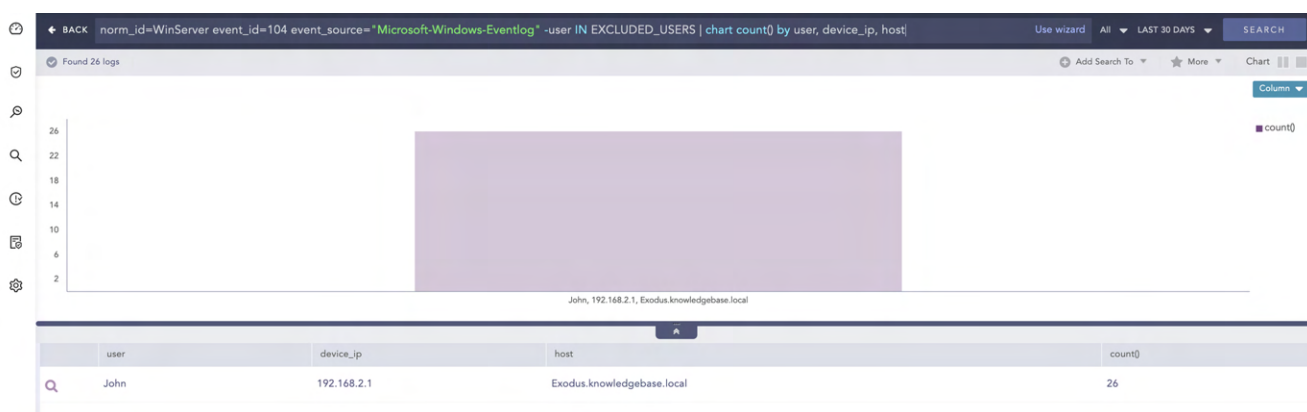 BACK norm_id=WinServer event_id=104 event_source="Microsoft-Windows-Eventlog" -user IN EXCLUDED_USERS | chart count() by user, device_ip, host Use wizard All LAST 30 DAYS SEARCH
Found 26 logs Add Search To More Chart
Column
count()
26
22
18
14
10
6
2
John, 192.168.2.1, Exodus.knowledgebase.local
user device_ip host count()
John 192.168.2.1 Exodus.knowledgebase.local 26